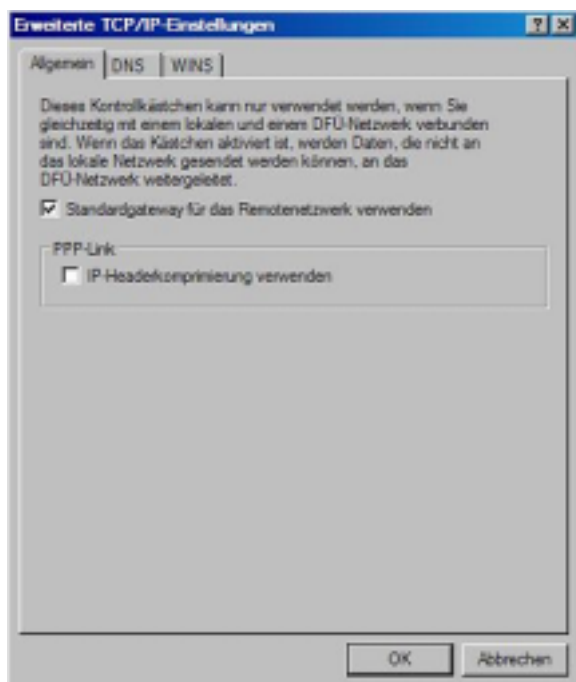 Erweiterte TCP/IP-Einstellungen
Allgemein DNS WINS
Dieses Kontrollkästchen kann nur verwendet werden, wenn Sie
gleichzeitig mit einem lokalen und einem DFÜ-Netzwerk verbunden
sind. Wenn das Kästchen aktiviert ist, werden Daten, die nicht an
das lokale Netzwerk gesendet werden können, an das
DFÜ-Netzwerk weitergeleitet.
Standardgateway für das Remotenetzwerk verwenden
PPP-Link
IP-Headerkomprimierung verwenden
OK Abbrechen